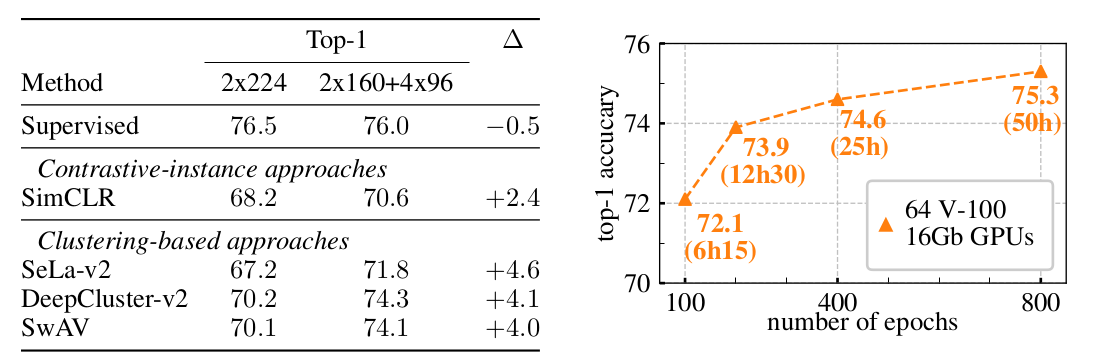 Top-1 Δ
Method 2x224 2x160+4x96
Supervised 76.5 76.0 −0.5
Contrastive-instance approaches
SimCLR 68.2 70.6 +2.4
Clustering-based approaches
SeLa-v2 67.2 71.8 +4.6
DeepCluster-v2 70.2 74.3 +4.1
SwAV 70.1 74.1 +4.0
top-1 accucary
76
74
72
70
72.1
(6h15)
73.9
(12h30)
74.6
(25h)
75.3
(50h)
64 V-100
16Gb GPUs
100 400 800
number of epochs